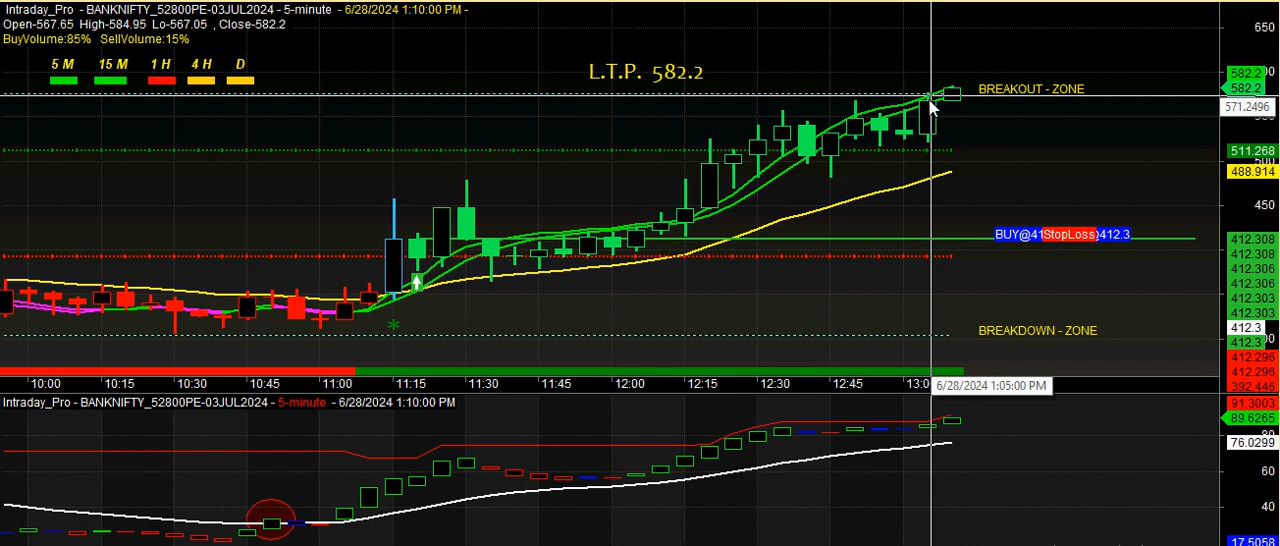 Intraday_Pro - BANKNIFTY_52800PE-03JUL2024 - 5-minute - 6/28/2024 1:10:00 PM -
Open-567.65 High-584.95 Lo-567.05 , Close-582.2
BuyVolume:85% SellVolume:15%
5 M 15 M 1 H 4 H D
L.T.P. 582.2
650
582.2
582.2
BREAKOUT - ZONE
571.2496
511.268
488.914
450
BUY@41
StopLoss
412.3
412.308
412.308
412.306
412.306
412.303
412.303
412.3
412.3
412.296
412.296
392.446
BREAKDOWN - ZONE
10:00 10:15 10:30 10:45 11:00 11:15 11:30 11:45 12:00 12:15 12:30 12:45 13:0
6/28/2024 1:05:00 PM
Intraday_Pro - BANKNIFTY_52800PE-03JUL2024 - 5-minute - 6/28/2024 1:10:00 PM
91.3003
89.6265
76.0299
60
40
17.5058